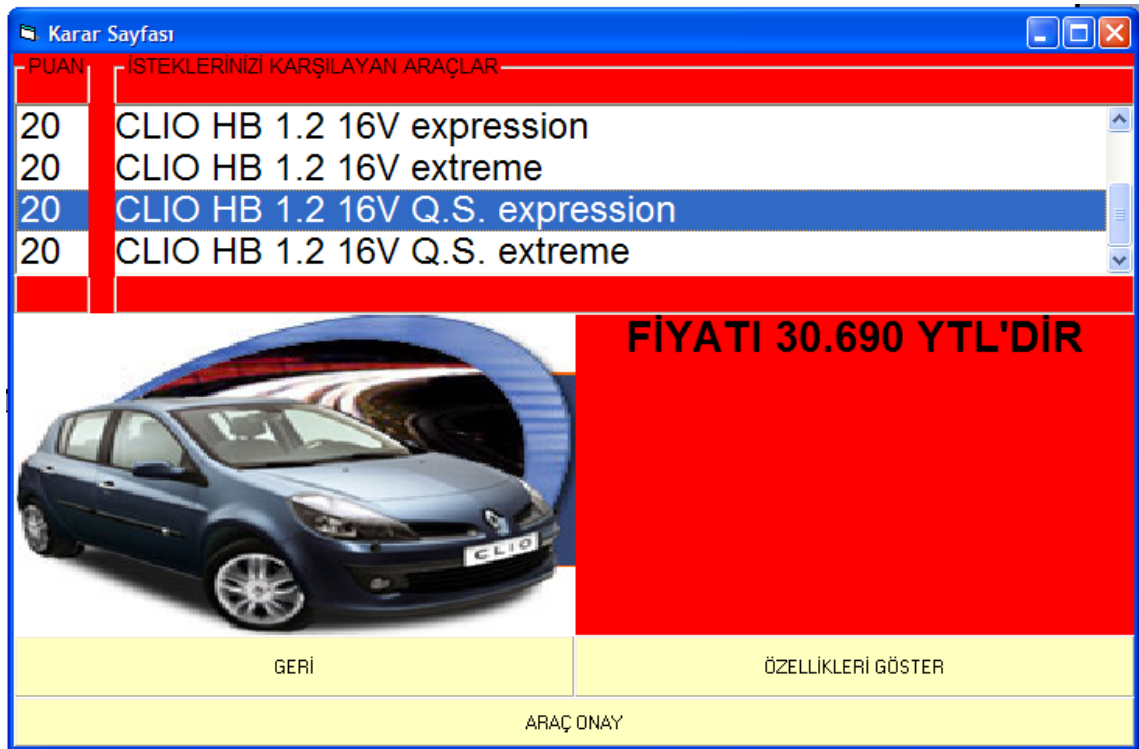 Karar Sayfası
PUAN İSTEKLERİNİZİ KARŞILAYAN ARAÇLAR
20 CLIO HB 1.2 16V expression
20 CLIO HB 1.2 16V extreme
20 CLIO HB 1.2 16V Q.S. expression
20 CLIO HB 1.2 16V Q.S. extreme
FİYATI 30.690 YTL'DİR
CLIO
GERİ ÖZELLİKLERİ GÖSTER
ARAÇ ONAY